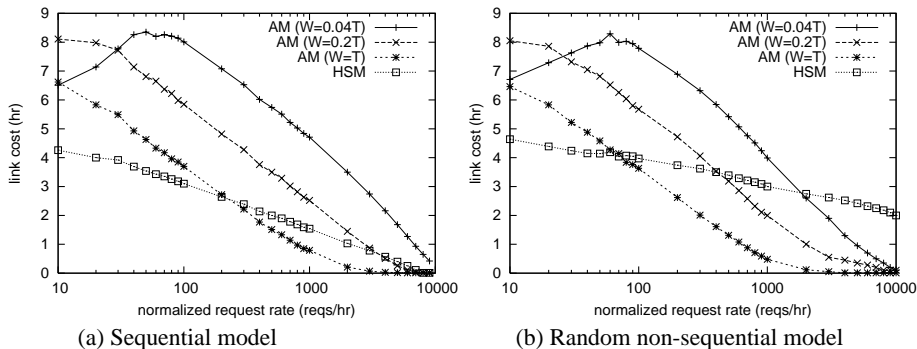 9
8
7
6
5
4
3
2
1
0
link cost (hr)
AM (W=0.04T)
AM (W=0.2T)
AM (W=T)
HSM
10 100 1000 10000
normalized request rate (reqs/hr)
(a) Sequential model
9
8
7
6
5
4
3
2
1
0
link cost (hr)
AM (W=0.04T)
AM (W=0.2T)
AM (W=T)
HSM
10 100 1000 10000
normalized request rate (reqs/hr)
(b) Random non-sequential model